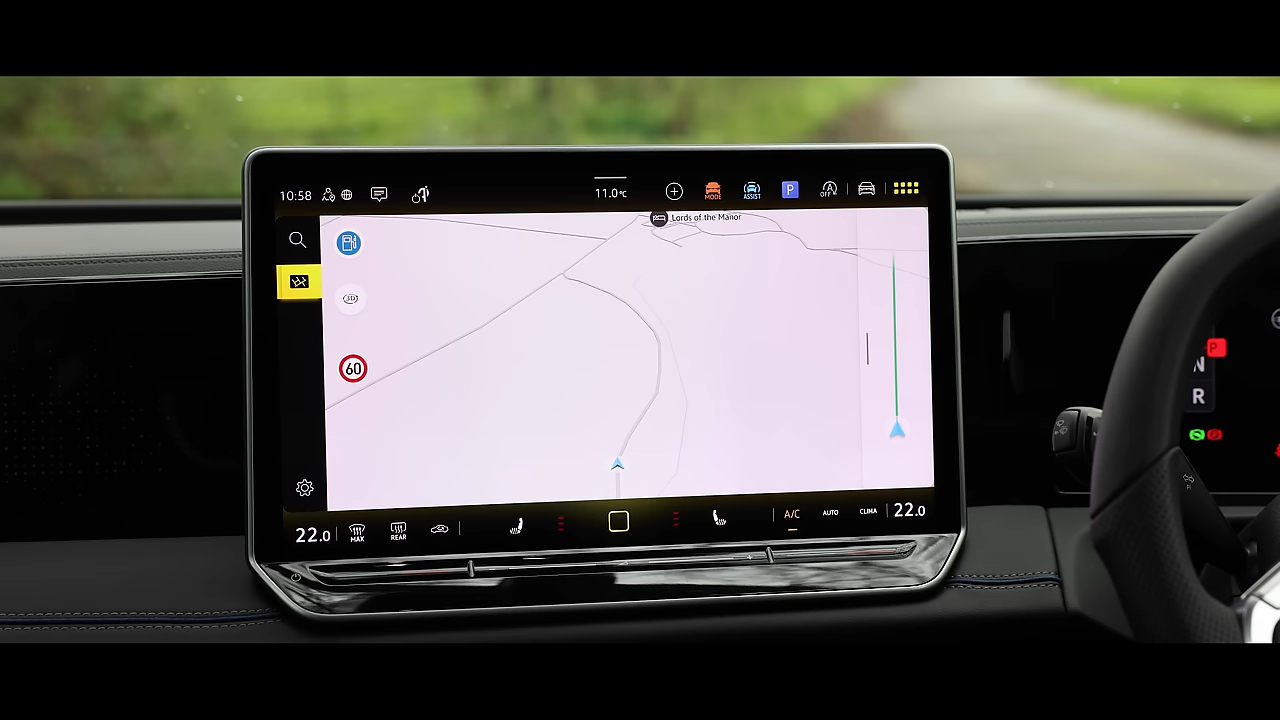 10:58
11.0°C
MODE
ASSIST
P
OFF
Lords of the Manor
3D
60
P
N
R
22.0
MAX
REAR
A/C
AUTO
CLIMA
22.0